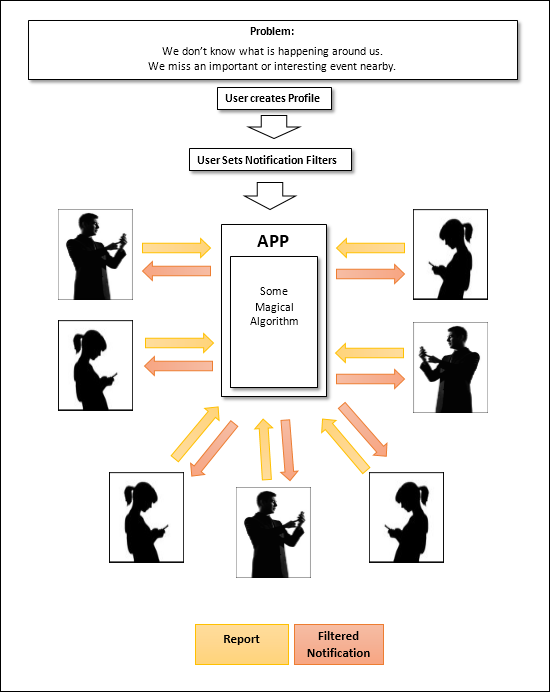 Problem:
We don't know what is happening around us.
We miss an important or interesting event nearby.
User creates Profile
User Sets Notification Filters
APP
Some
Magical
Algorithm
Report
Filtered
Notification